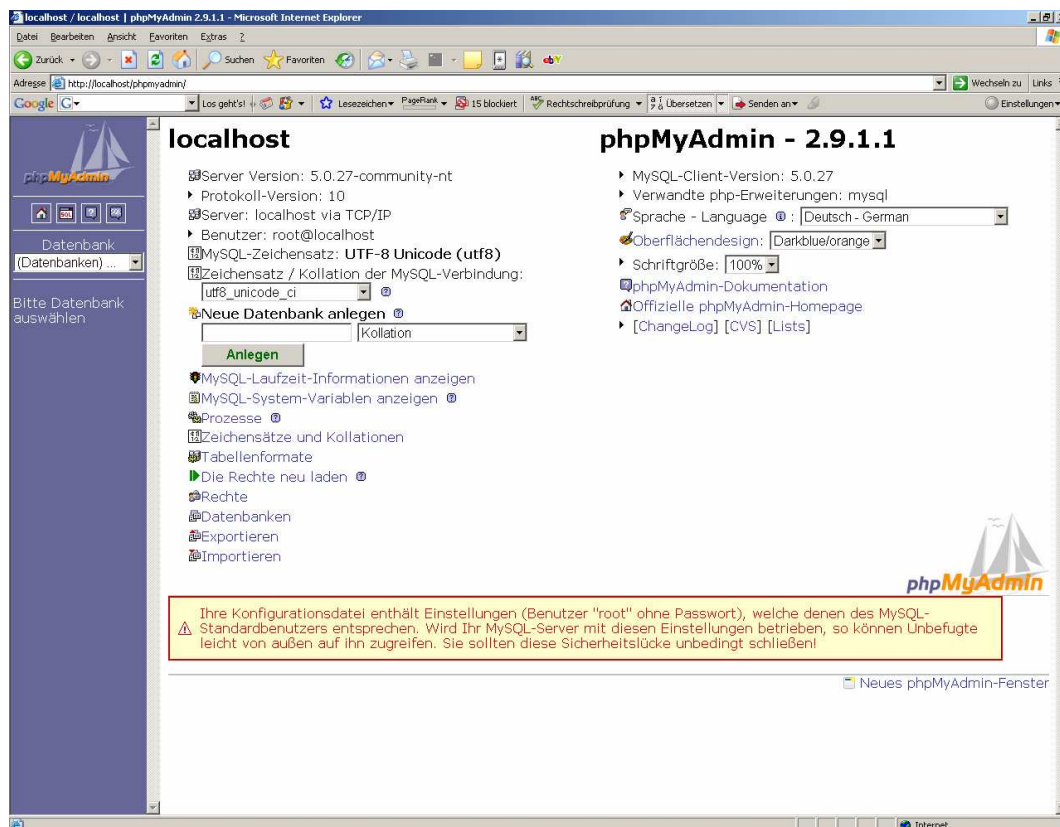 localhost / localhost | phpMyAdmin 2.9.1.1 - Microsoft Internet Explorer
Datei Bearbeiten Ansicht Favoriten Extras ?
Zurück Suchen Favoriten
Adresse http://localhost/phpmyadmin/ Wechseln zu Links
Google G Los geht's! Lesezeichen PageRank 15 blockiert Rechtschreibprüfung Übersetzen Senden an Einstellungen
phpMyAdmin
SQL
Datenbank
(Datenbanken) ...
Bitte Datenbank
auswählen
localhost
Server Version: 5.0.27-community-nt
Protokoll-Version: 10
Server: localhost via TCP/IP
Benutzer: root@localhost
MySQL-Zeichensatz: UTF-8 Unicode (utf8)
Zeichensatz / Kollation der MySQL-Verbindung:
utf8_unicode_ci
Neue Datenbank anlegen
Kollation
Anlegen
MySQL-Laufzeit-Informationen anzeigen
MySQL-System-Variablen anzeigen
Prozesse
Zeichensätze und Kollationen
Tabellenformate
Die Rechte neu laden
Rechte
Datenbanken
Exportieren
Importieren
phpMyAdmin - 2.9.1.1
MySQL-Client-Version: 5.0.27
Verwandte php-Erweiterungen: mysql
Sprache - Language : Deutsch - German
Oberflächendesign: Darkblue/orange
Schriftgröße: 100%
phpMyAdmin-Dokumentation
Offizielle phpMyAdmin-Homepage
[ChangeLog] [CVS] [Lists]
phpMyAdmin
Ihre Konfigurationsdatei enthält Einstellungen (Benutzer "root" ohne Passwort), welche denen des MySQL-
Standardbenutzers entsprechen. Wird Ihr MySQL-Server mit diesen Einstellungen betrieben, so können Unbefugte
leicht von außen auf ihn zugreifen. Sie sollten diese Sicherheitslücke unbedingt schließen!
Neues phpMyAdmin-Fenster
Internet